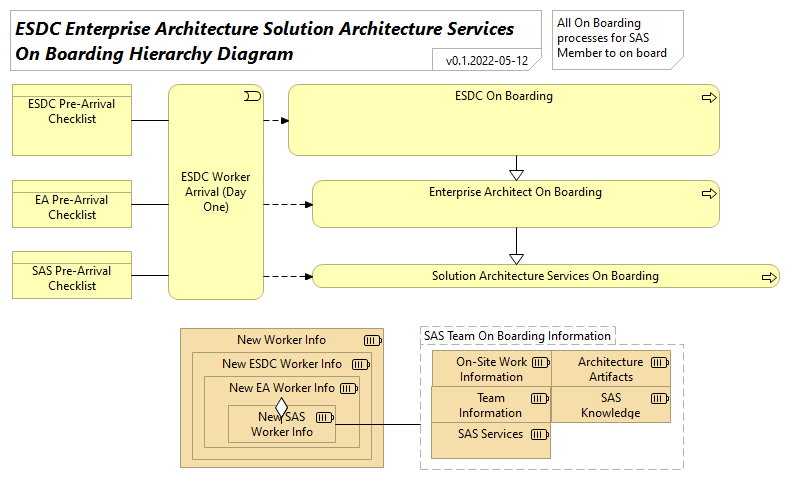 ESDC Enterprise Architecture Solution Architecture Services
On Boarding Hierarchy Diagram
v0.1.2022-05-12
All On Boarding
processes for SAS
Member to on board
ESDC Pre-Arrival
Checklist
ESDC Worker
Arrival (Day
One)
ESDC On Boarding
EA Pre-Arrival
Checklist
Enterprise Architect On Boarding
SAS Pre-Arrival
Checklist
Solution Architecture Services On Boarding
New Worker Info
New ESDC Worker Info
New EA Worker Info
New SAS
Worker Info
SAS Team On Boarding Information
On-Site Work
Information
Architecture
Artifacts
Team
Information
SAS
Knowledge
SAS Services